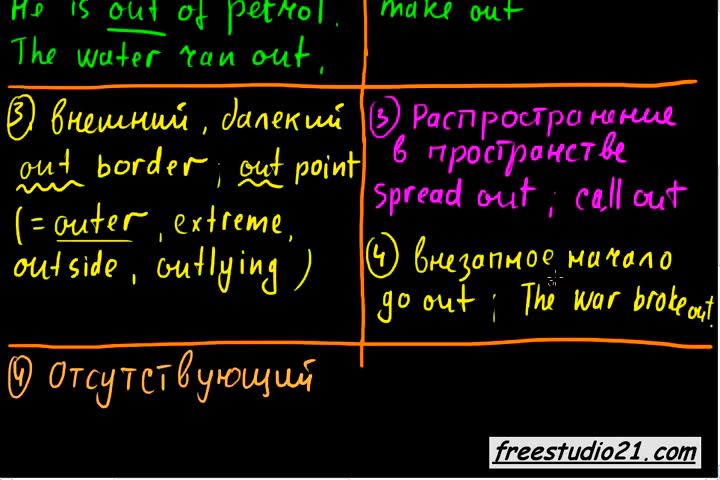 He is out of petrol.
The water ran out.
make out
③ внешний, далекий
out border; out point
(= outer, extreme,
outside, outlying)
③ Распространение
в пространстве
spread out; call out
④ внезапное начало
go out; The war broke out.
④ Отсутствующий
freestudio21.com